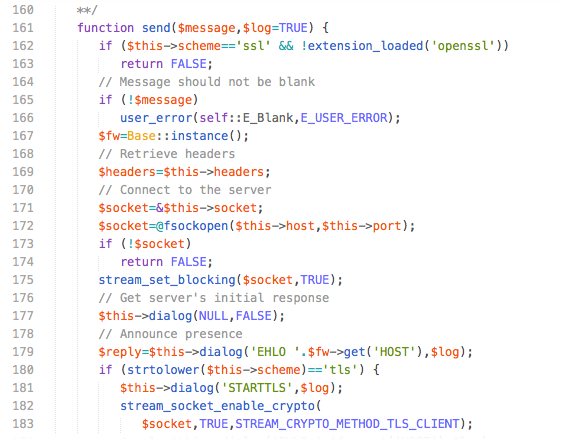 160 **/
161 function send($message,$log=TRUE) {
162 if ($this->scheme=='ssl' && !extension_loaded('openssl'))
163 return FALSE;
164 // Message should not be blank
165 if (!$message)
166 user_error(self::E_Blank,E_USER_ERROR);
167 $fw=Base::instance();
168 // Retrieve headers
169 $headers=$this->headers;
170 // Connect to the server
171 $socket=&$this->socket;
172 $socket=@fsockopen($this->host,$this->port);
173 if (!$socket)
174 return FALSE;
175 stream_set_blocking($socket,TRUE);
176 // Get server's initial response
177 $this->dialog(NULL,FALSE);
178 // Announce presence
179 $reply=$this->dialog('EHLO '.$fw->get('HOST'),$log);
180 if (strtolower($this->scheme)=='tls') {
181 $this->dialog('STARTTLS',$log);
182 stream_socket_enable_crypto(
183 $socket,TRUE,STREAM_CRYPTO_METHOD_TLS_CLIENT);